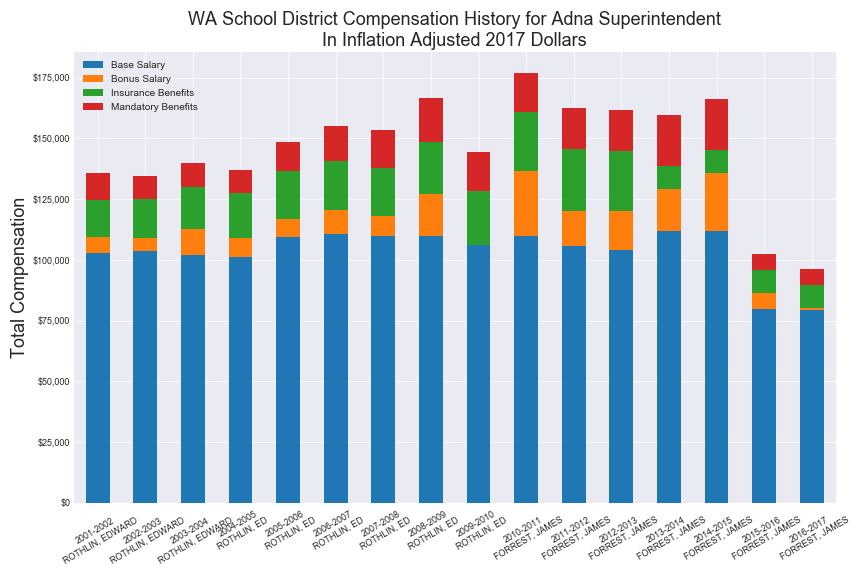 WA School District Compensation History for Adna Superintendent
In Inflation Adjusted 2017 Dollars
Base Salary
Bonus Salary
Insurance Benefits
Mandatory Benefits
Total Compensation
$175,000
$150,000
$125,000
$100,000
$75,000
$50,000
$25,000
$0
2001-2002
ROTHLIN, EDWARD
2002-2003
ROTHLIN, EDWARD
2003-2004
ROTHLIN, EDWARD
2004-2005
ROTHLIN, ED
2005-2006
ROTHLIN, ED
2006-2007
ROTHLIN, ED
2007-2008
ROTHLIN, ED
2008-2009
ROTHLIN, ED
2009-2010
ROTHLIN, ED
2010-2011
FORREST, JAMES
2011-2012
FORREST, JAMES
2012-2013
FORREST, JAMES
2013-2014
FORREST, JAMES
2014-2015
FORREST, JAMES
2015-2016
FORREST, JAMES
2016-2017
FORREST, JAMES